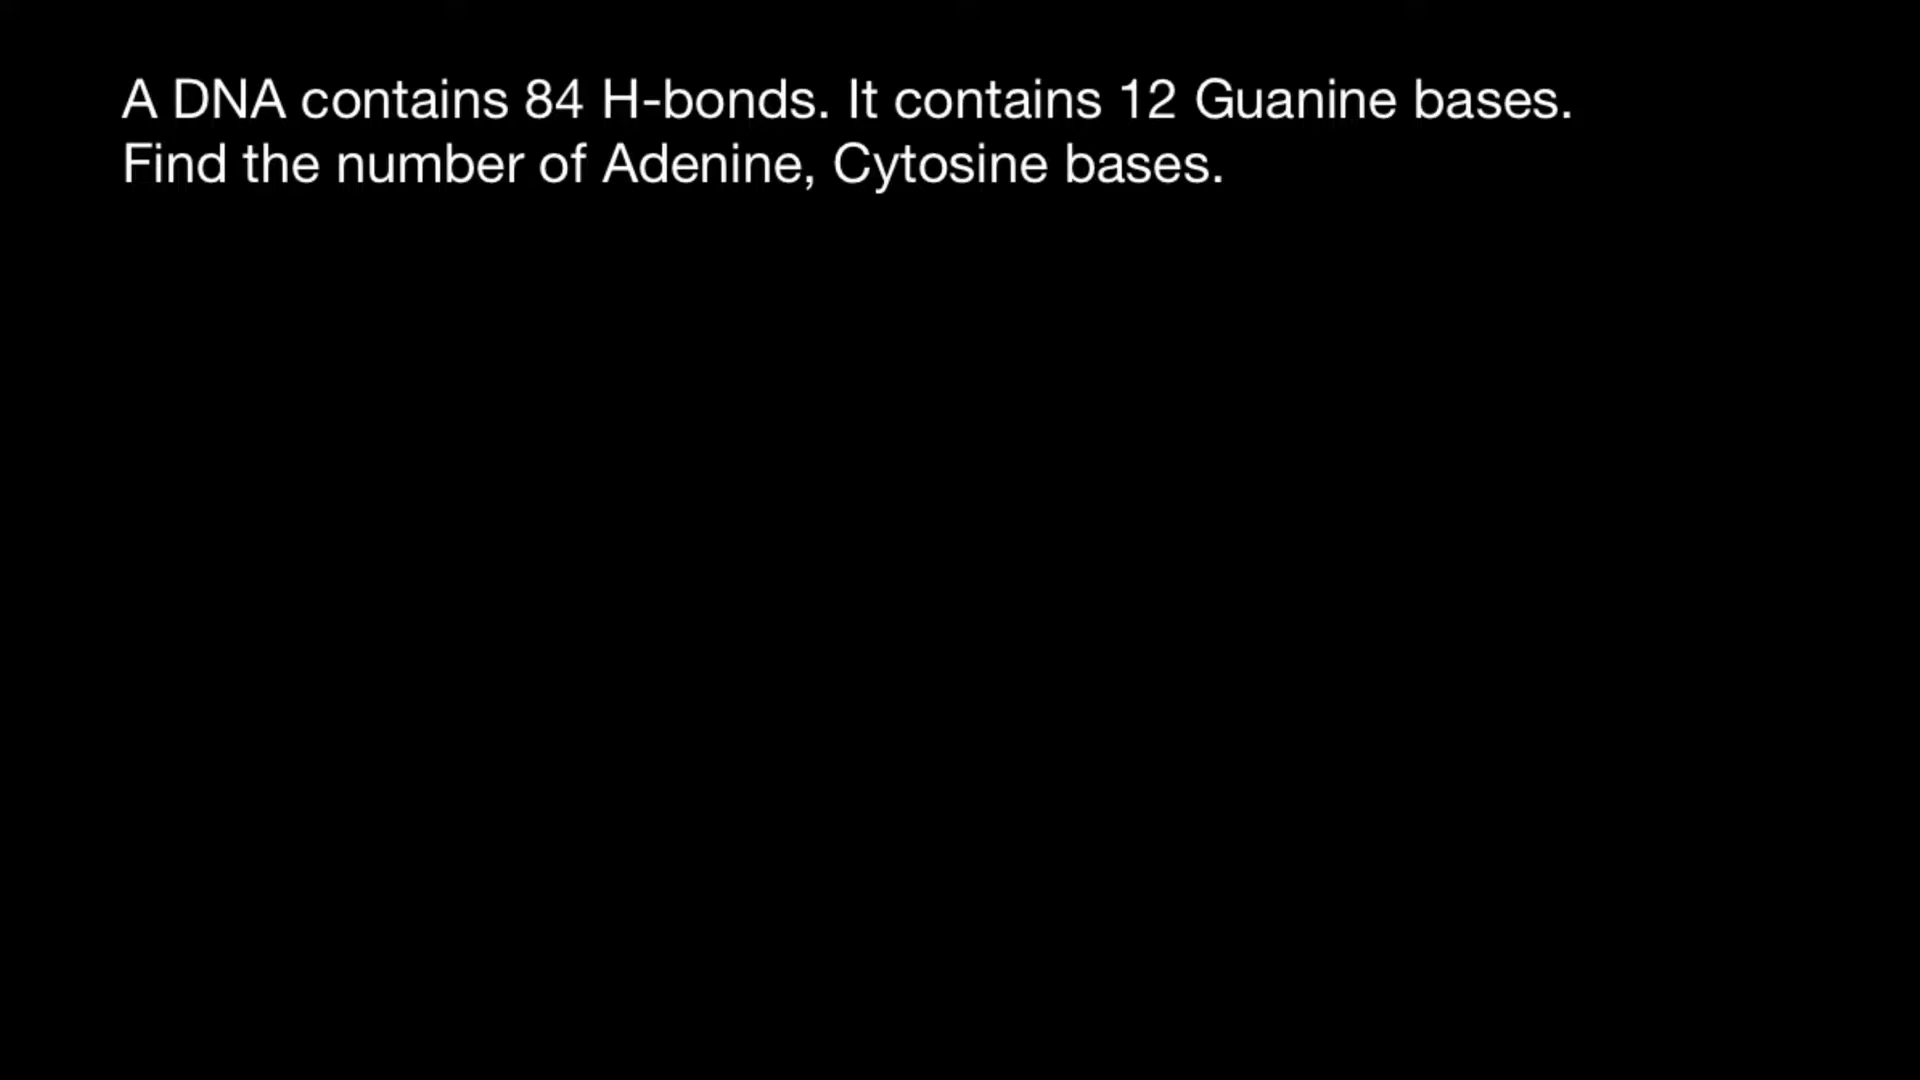 A DNA contains 84 H-bonds. It contains 12 Guanine bases.
Find the number of Adenine, Cytosine bases.